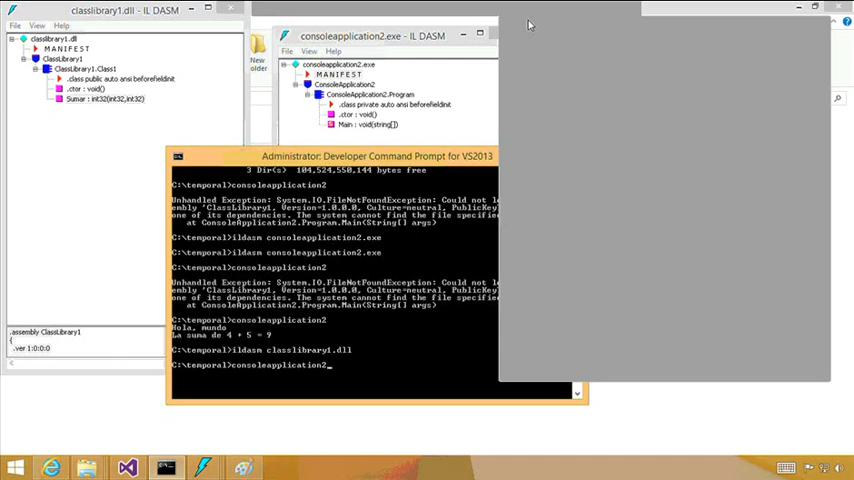 classlibrary1.dll - IL DASM
File View Help
classlibrary1.dll
MANIFEST
ClassLibrary1
ClassLibrary1.Class1
.class public auto ansi beforefieldinit
.ctor : void()
Sumar : int32(int32,int32)
.assembly ClassLibrary1
{
.ver 1:0:0:0
New
folder
consoleapplication2.exe - IL DASM
File View Help
consoleapplication2.exe
MANIFEST
ConsoleApplication2
ConsoleApplication2.Program
.class private auto ansi beforefieldinit
.ctor : void()
Main : void(string[])
Administrator: Developer Command Prompt for VS2013
3 Dir(s) 104,524,550,144 bytes free
C:\temporal>consoleapplication2
Unhandled Exception: System.IO.FileNotFoundException: Could not l
embly 'ClassLibrary1, Version=1.0.0.0, Culture=neutral, PublicKey
one of its dependencies. The system cannot find the file specified
at ConsoleApplication2.Program.Main(String[] args)
C:\temporal>ildasm consoleapplication2.exe
C:\temporal>ildasm consoleapplication2.exe
C:\temporal>consoleapplication2
Unhandled Exception: System.IO.FileNotFoundException: Could not l
embly 'ClassLibrary1, Version=1.0.0.0, Culture=neutral, PublicKey
one of its dependencies. The system cannot find the file specified
at ConsoleApplication2.Program.Main(String[] args)
C:\temporal>consoleapplication2
Hola, mundo
La suma de 4 + 5 = 9
C:\temporal>ildasm classlibrary1.dll
C:\temporal>consoleapplication2_